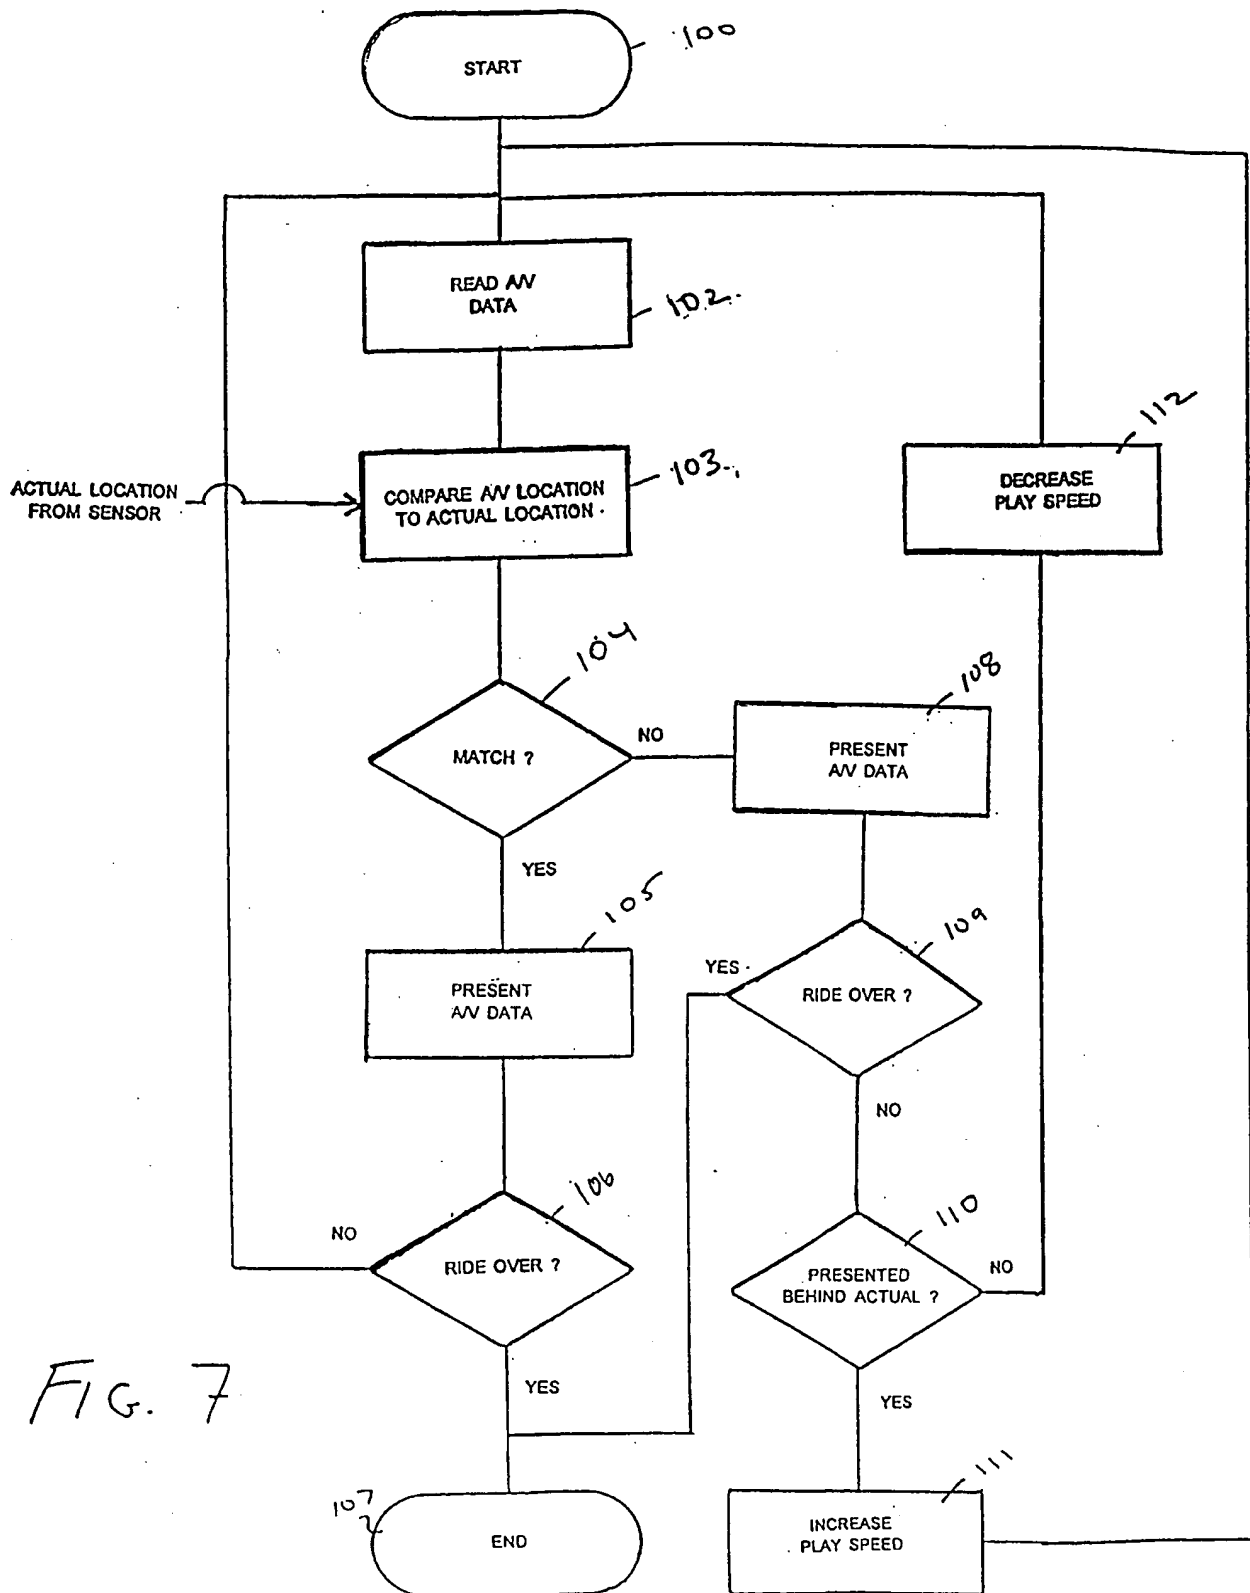 START
100
READ A/V
DATA
102.
ACTUAL LOCATION
FROM SENSOR
COMPARE A/V LOCATION
TO ACTUAL LOCATION.
103.
DECREASE
PLAY SPEED
112
MATCH ?
104
NO
PRESENT
A/V DATA
108
YES
PRESENT
A/V DATA
105
YES
RIDE OVER ?
109
NO
NO
RIDE OVER ?
106
PRESENTED
BEHIND ACTUAL ?
110
NO
YES
YES
FIG. 7
107
END
INCREASE
PLAY SPEED
111